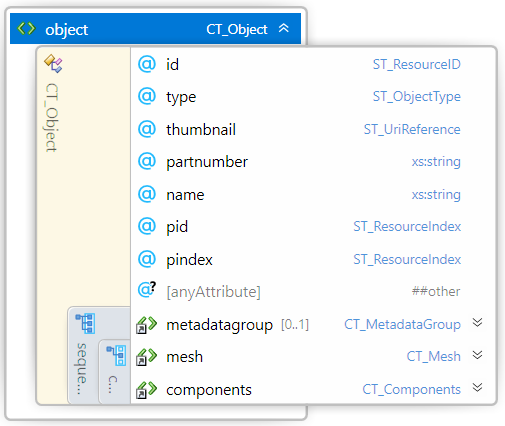 object CT_Object
CT_Object
id ST_ResourceID
type ST_ObjectType
thumbnail ST_UriReference
partnumber xs:string
name xs:string
pid ST_ResourceIndex
pindex ST_ResourceIndex
[anyAttribute] ##other
metadatagroup [0..1] CT_MetadataGroup
mesh CT_Mesh
components CT_Components
seque...
c...